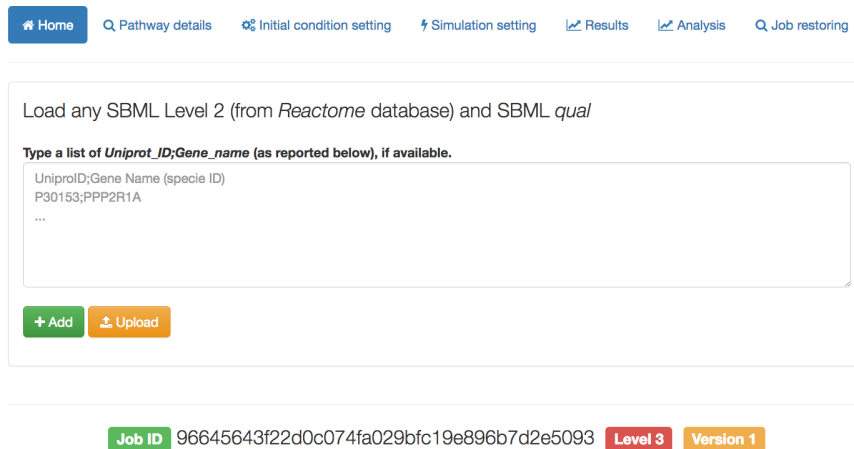 Home Pathway details Initial condition setting Simulation setting Results Analysis Job restoring
Load any SBML Level 2 (from Reactome database) and SBML qual
Type a list of Uniprot_ID;Gene_name (as reported below), if available.
UniproID;Gene Name (specie ID)
P30153;PPP2R1A
...
+ Add Upload
Job ID 96645643f22d0c074fa029bfc19e896b7d2e5093 Level 3 Version 1